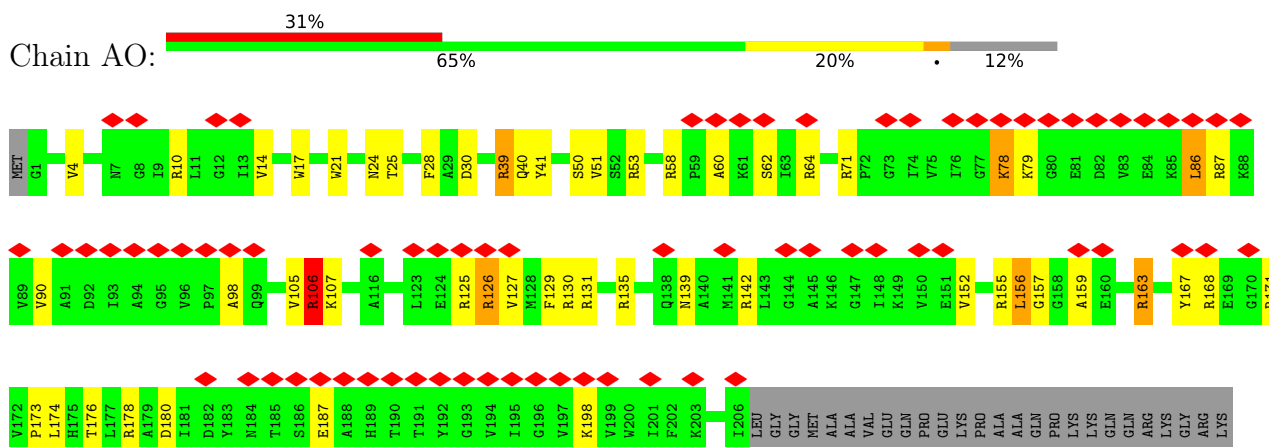 31%
Chain AO:
65% 20% • 12%
MET G1 V4 N7 G8 I9 R10 L11 G12 I13 V14 W17 W21 N24 T25 F28 A29 D30 R39 Q40 Y41 S50 V51 S52 R53 R58 P59 A60 K61 S62 I63 R64 R71 P72 G73 I74 V75 I76 G77 K78 K79 G80 E81 D82 V83 E84 K85 L86 R87 K88
V89 V90 A91 D92 I93 A94 G95 V96 P97 A98 Q99 V105 R106 K107 A116 L123 E124 R125 R126 V127 M128 F129 R130 R131 R135 Q138 N139 A140 M141 R142 L143 G144 A145 K146 G147 I148 K149 V150 E151 V152 R155 L156 G157 G158 A159 E160 R163 Y167 R168 E169 G170 R171
V172 P173 L174 H175 T176 L177 R178 A179 D180 I181 D182 Y183 N184 T185 S186 E187 A188 H189 T190 T191 Y192 G193 V194 I195 G196 V197 K198 V199 W200 I201 F202 K203 I206 LEU GLY GLY MET ALA ALA VAL GLU GLN PRO GLU LYS PRO ALA ALA GLN PRO LYS LYS GLN GLN ARG LYS GLY ARG LYS